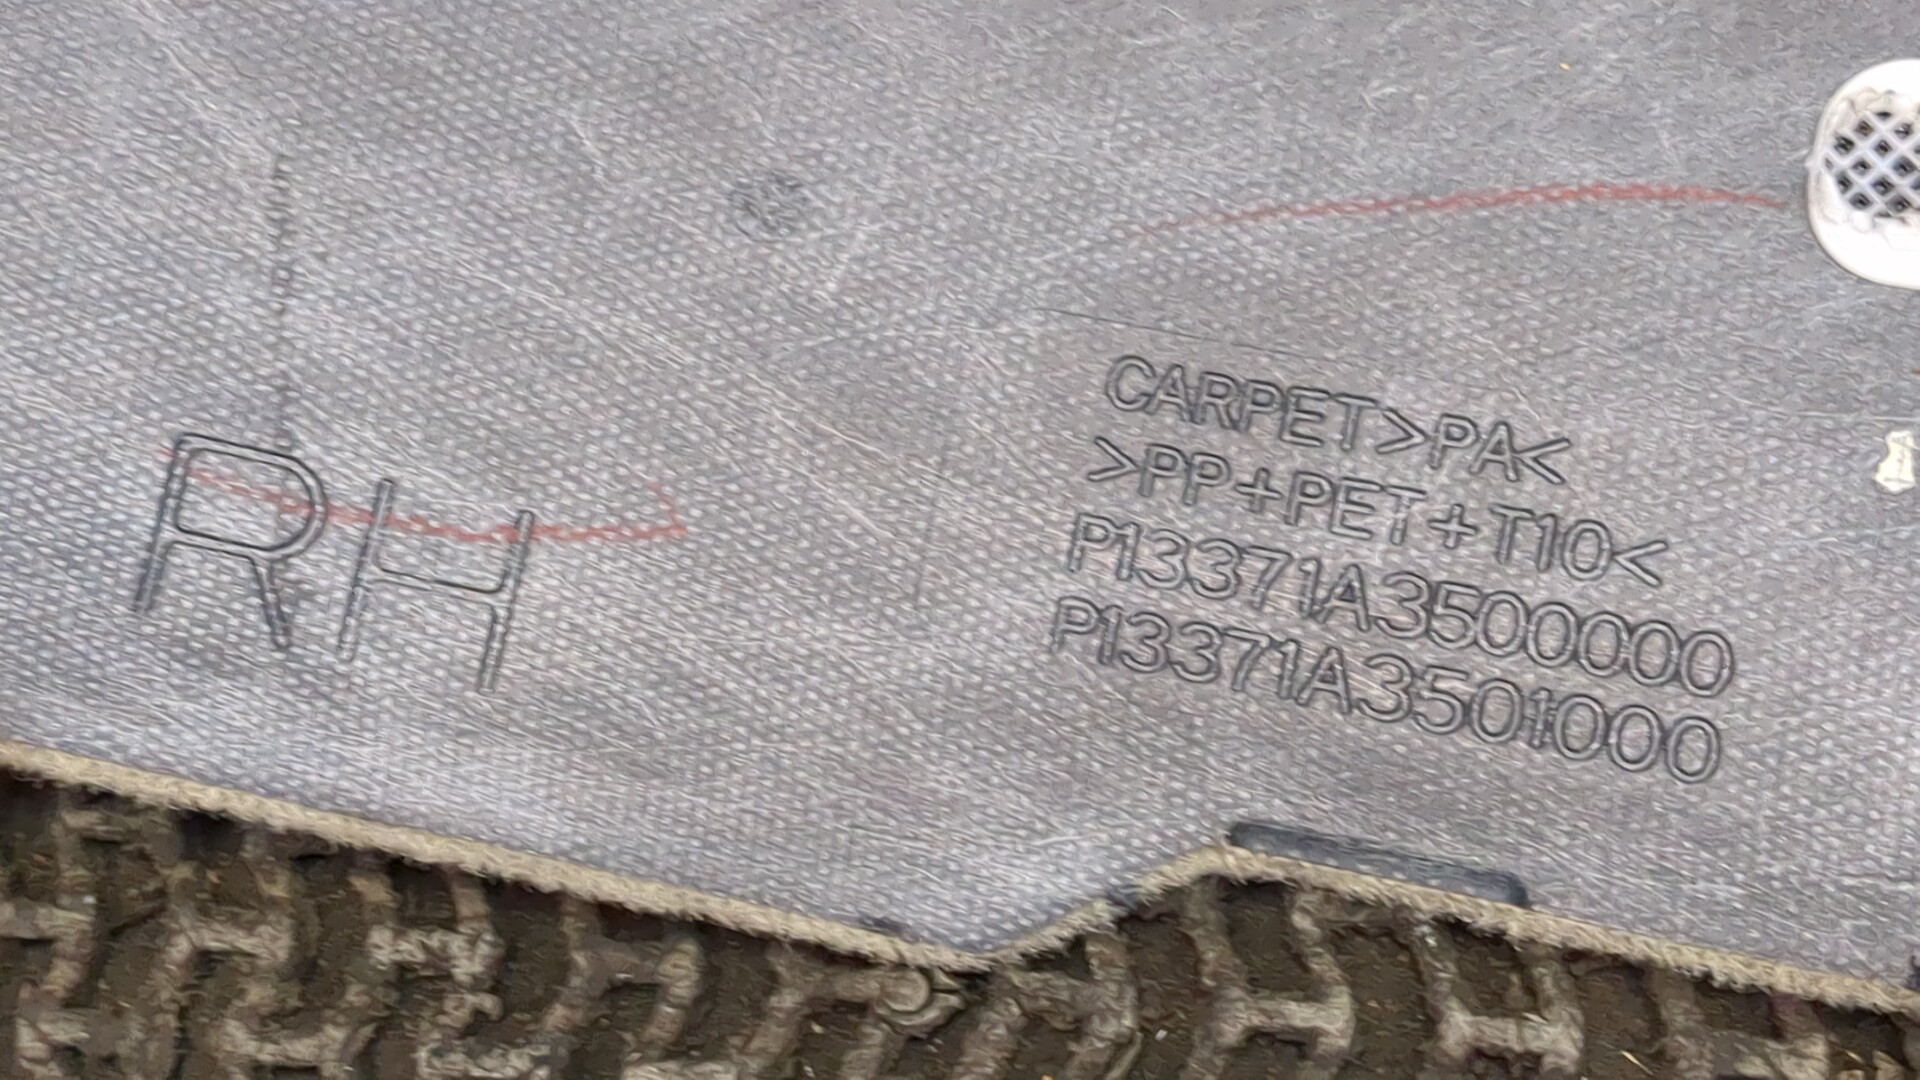 RH
CARPET>PA<
>PP+PET+T10<
P13371A3500000
P13371A3501000